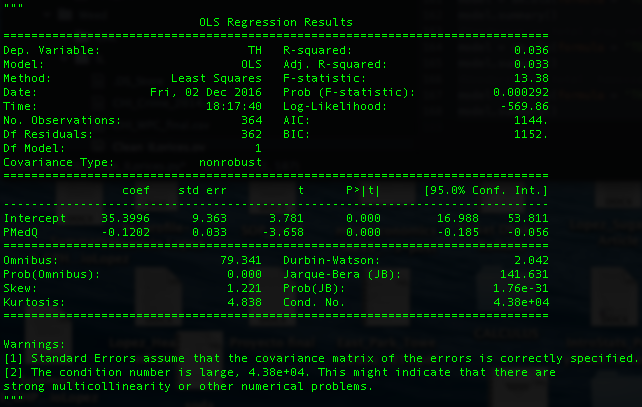 """
OLS Regression Results
==============================================================================
Dep. Variable: TH R-squared: 0.036
Model: OLS Adj. R-squared: 0.033
Method: Least Squares F-statistic: 13.38
Date: Fri, 02 Dec 2016 Prob (F-statistic): 0.000292
Time: 18:17:40 Log-Likelihood: -569.86
No. Observations: 364 AIC: 1144.
Df Residuals: 362 BIC: 1152.
Df Model: 1
Covariance Type: nonrobust
==============================================================================
coef std err t P>|t| [95.0% Conf. Int.]
------------------------------------------------------------------------------
Intercept 35.3996 9.363 3.781 0.000 16.988 53.811
PMedQ -0.1202 0.033 -3.658 0.000 -0.185 -0.056
==============================================================================
Omnibus: 79.341 Durbin-Watson: 2.042
Prob(Omnibus): 0.000 Jarque-Bera (JB): 141.631
Skew: 1.221 Prob(JB): 1.76e-31
Kurtosis: 4.838 Cond. No. 4.38e+04
==============================================================================
Warnings:
[1] Standard Errors assume that the covariance matrix of the errors is correctly specified.
[2] The condition number is large, 4.38e+04. This might indicate that there are
strong multicollinearity or other numerical problems.
"""